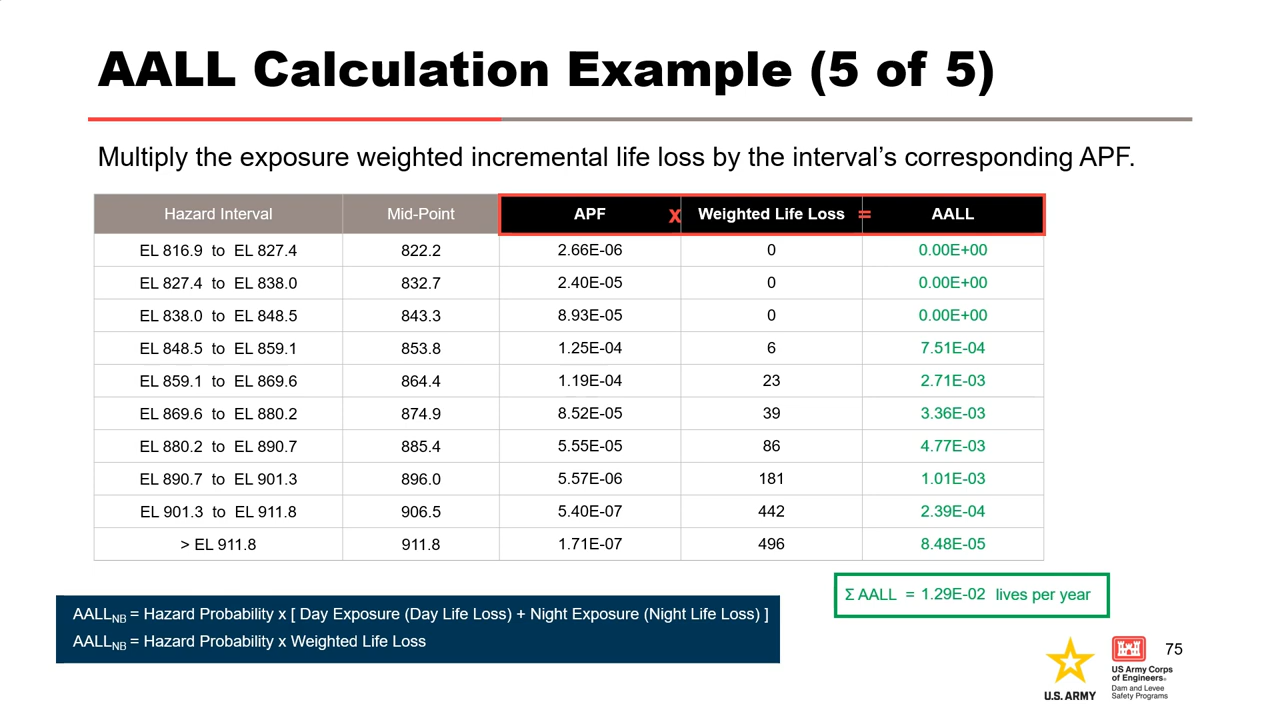 AALL Calculation Example (5 of 5)
Multiply the exposure weighted incremental life loss by the interval's corresponding APF.
Hazard Interval Mid-Point APF x Weighted Life Loss = AALL
EL 816.9 to EL 827.4 822.2 2.66E-06 0 0.00E+00
EL 827.4 to EL 838.0 832.7 2.40E-05 0 0.00E+00
EL 838.0 to EL 848.5 843.3 8.93E-05 0 0.00E+00
EL 848.5 to EL 859.1 853.8 1.25E-04 6 7.51E-04
EL 859.1 to EL 869.6 864.4 1.19E-04 23 2.71E-03
EL 869.6 to EL 880.2 874.9 8.52E-05 39 3.36E-03
EL 880.2 to EL 890.7 885.4 5.55E-05 86 4.77E-03
EL 890.7 to EL 901.3 896.0 5.57E-06 181 1.01E-03
EL 901.3 to EL 911.8 906.5 5.40E-07 442 2.39E-04
> EL 911.8 911.8 1.71E-07 496 8.48E-05
Σ AALL = 1.29E-02 lives per year
AALLNB = Hazard Probability x [ Day Exposure (Day Life Loss) + Night Exposure (Night Life Loss) ]
AALLNB = Hazard Probability x Weighted Life Loss
U.S. ARMY
US Army Corps
of Engineers®
Dam and Levee
Safety Programs
75